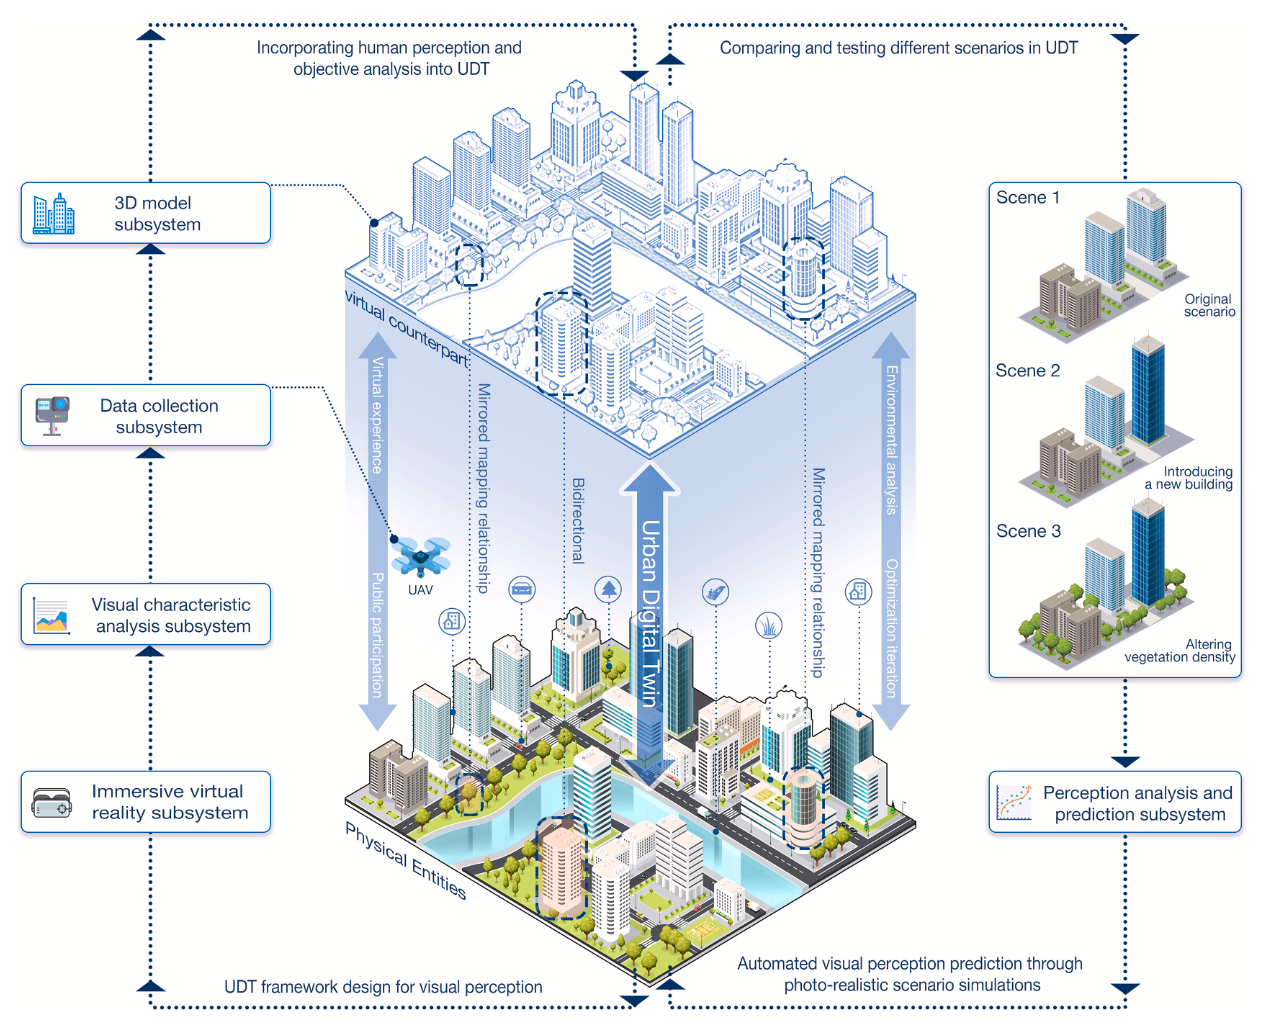 Incorporating human perception and
objective analysis into UDT
Comparing and testing different scenarios in UDT
3D model
subsystem
Data collection
subsystem
Visual characteristic
analysis subsystem
Immersive virtual
reality subsystem
UDT framework design for visual perception
Virtual counterpart
Virtual experience
Public participation
Mirrored mapping relationship
Bidirectional
UAV
Urban Digital Twin
Mirrored mapping relationship
Environmental analysis
Optimization iteration
Physical Entities
Scene 1
Original
scenario
Scene 2
Introducing
a new building
Scene 3
Altering
vegetation density
Perception analysis and
prediction subsystem
Automated visual perception prediction through
photo-realistic scenario simulations